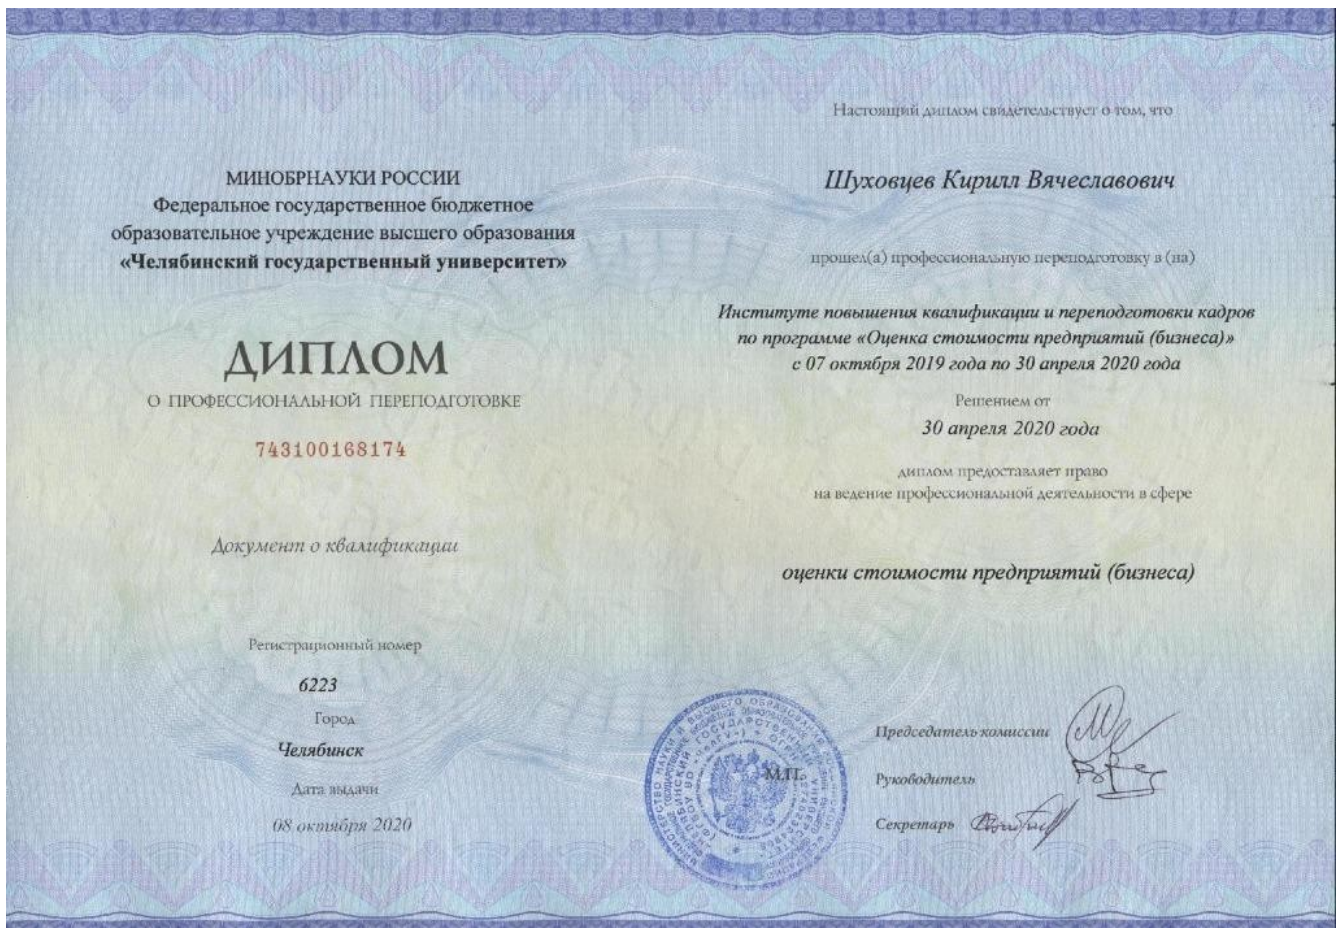 МИНОБРНАУКИ РОССИИ
Федеральное государственное бюджетное
образовательное учреждение высшего образования
«Челябинский государственный университет»
ДИПЛОМ
О ПРОФЕССИОНАЛЬНОЙ ПЕРЕПОДГОТОВКЕ
743100168174
Документ о квалификации
Регистрационный номер
6223
Город
Челябинск
Дата выдачи
08 октября 2020
Настоящий диплом свидетельствует о том, что
Шуховцев Кирилл Вячеславович
прошел(а) профессиональную переподготовку в (на)
Институте повышения квалификации и переподготовки кадров
по программе «Оценка стоимости предприятий (бизнеса)»
с 07 октября 2019 года по 30 апреля 2020 года
Решением от
30 апреля 2020 года
диплом предоставляет право
на ведение профессиональной деятельности в сфере
оценки стоимости предприятий (бизнеса)
Председатель комиссии
М.П.
Руководитель
Секретарь